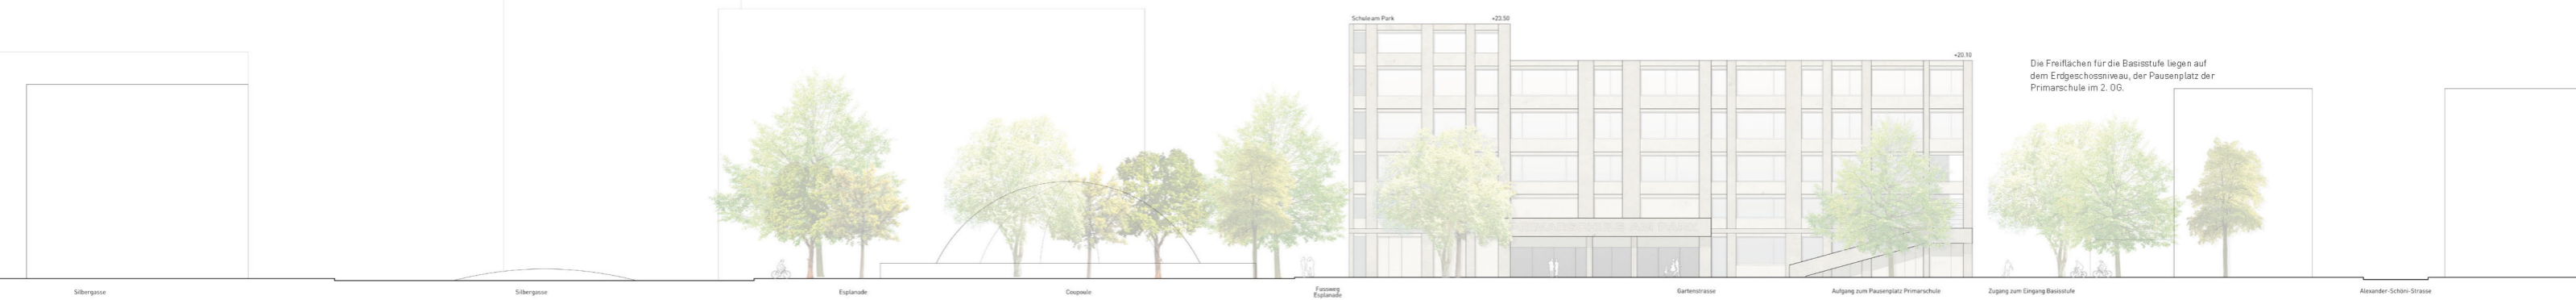 Schule am Park
+23.50
+20.10
Die Freiflächen für die Basisstufe liegen auf
dem Erdgeschossniveau, der Pausenplatz der
Primarschule im 2. OG.
Silbergasse
Silbergasse
Esplanade
Coupoule
Fussweg
Esplanade
Gartenstrasse
Aufgang zum Pausenplatz Primarschule
Zugang zum Eingang Basisstufe
Alexander-Schöni-Strasse